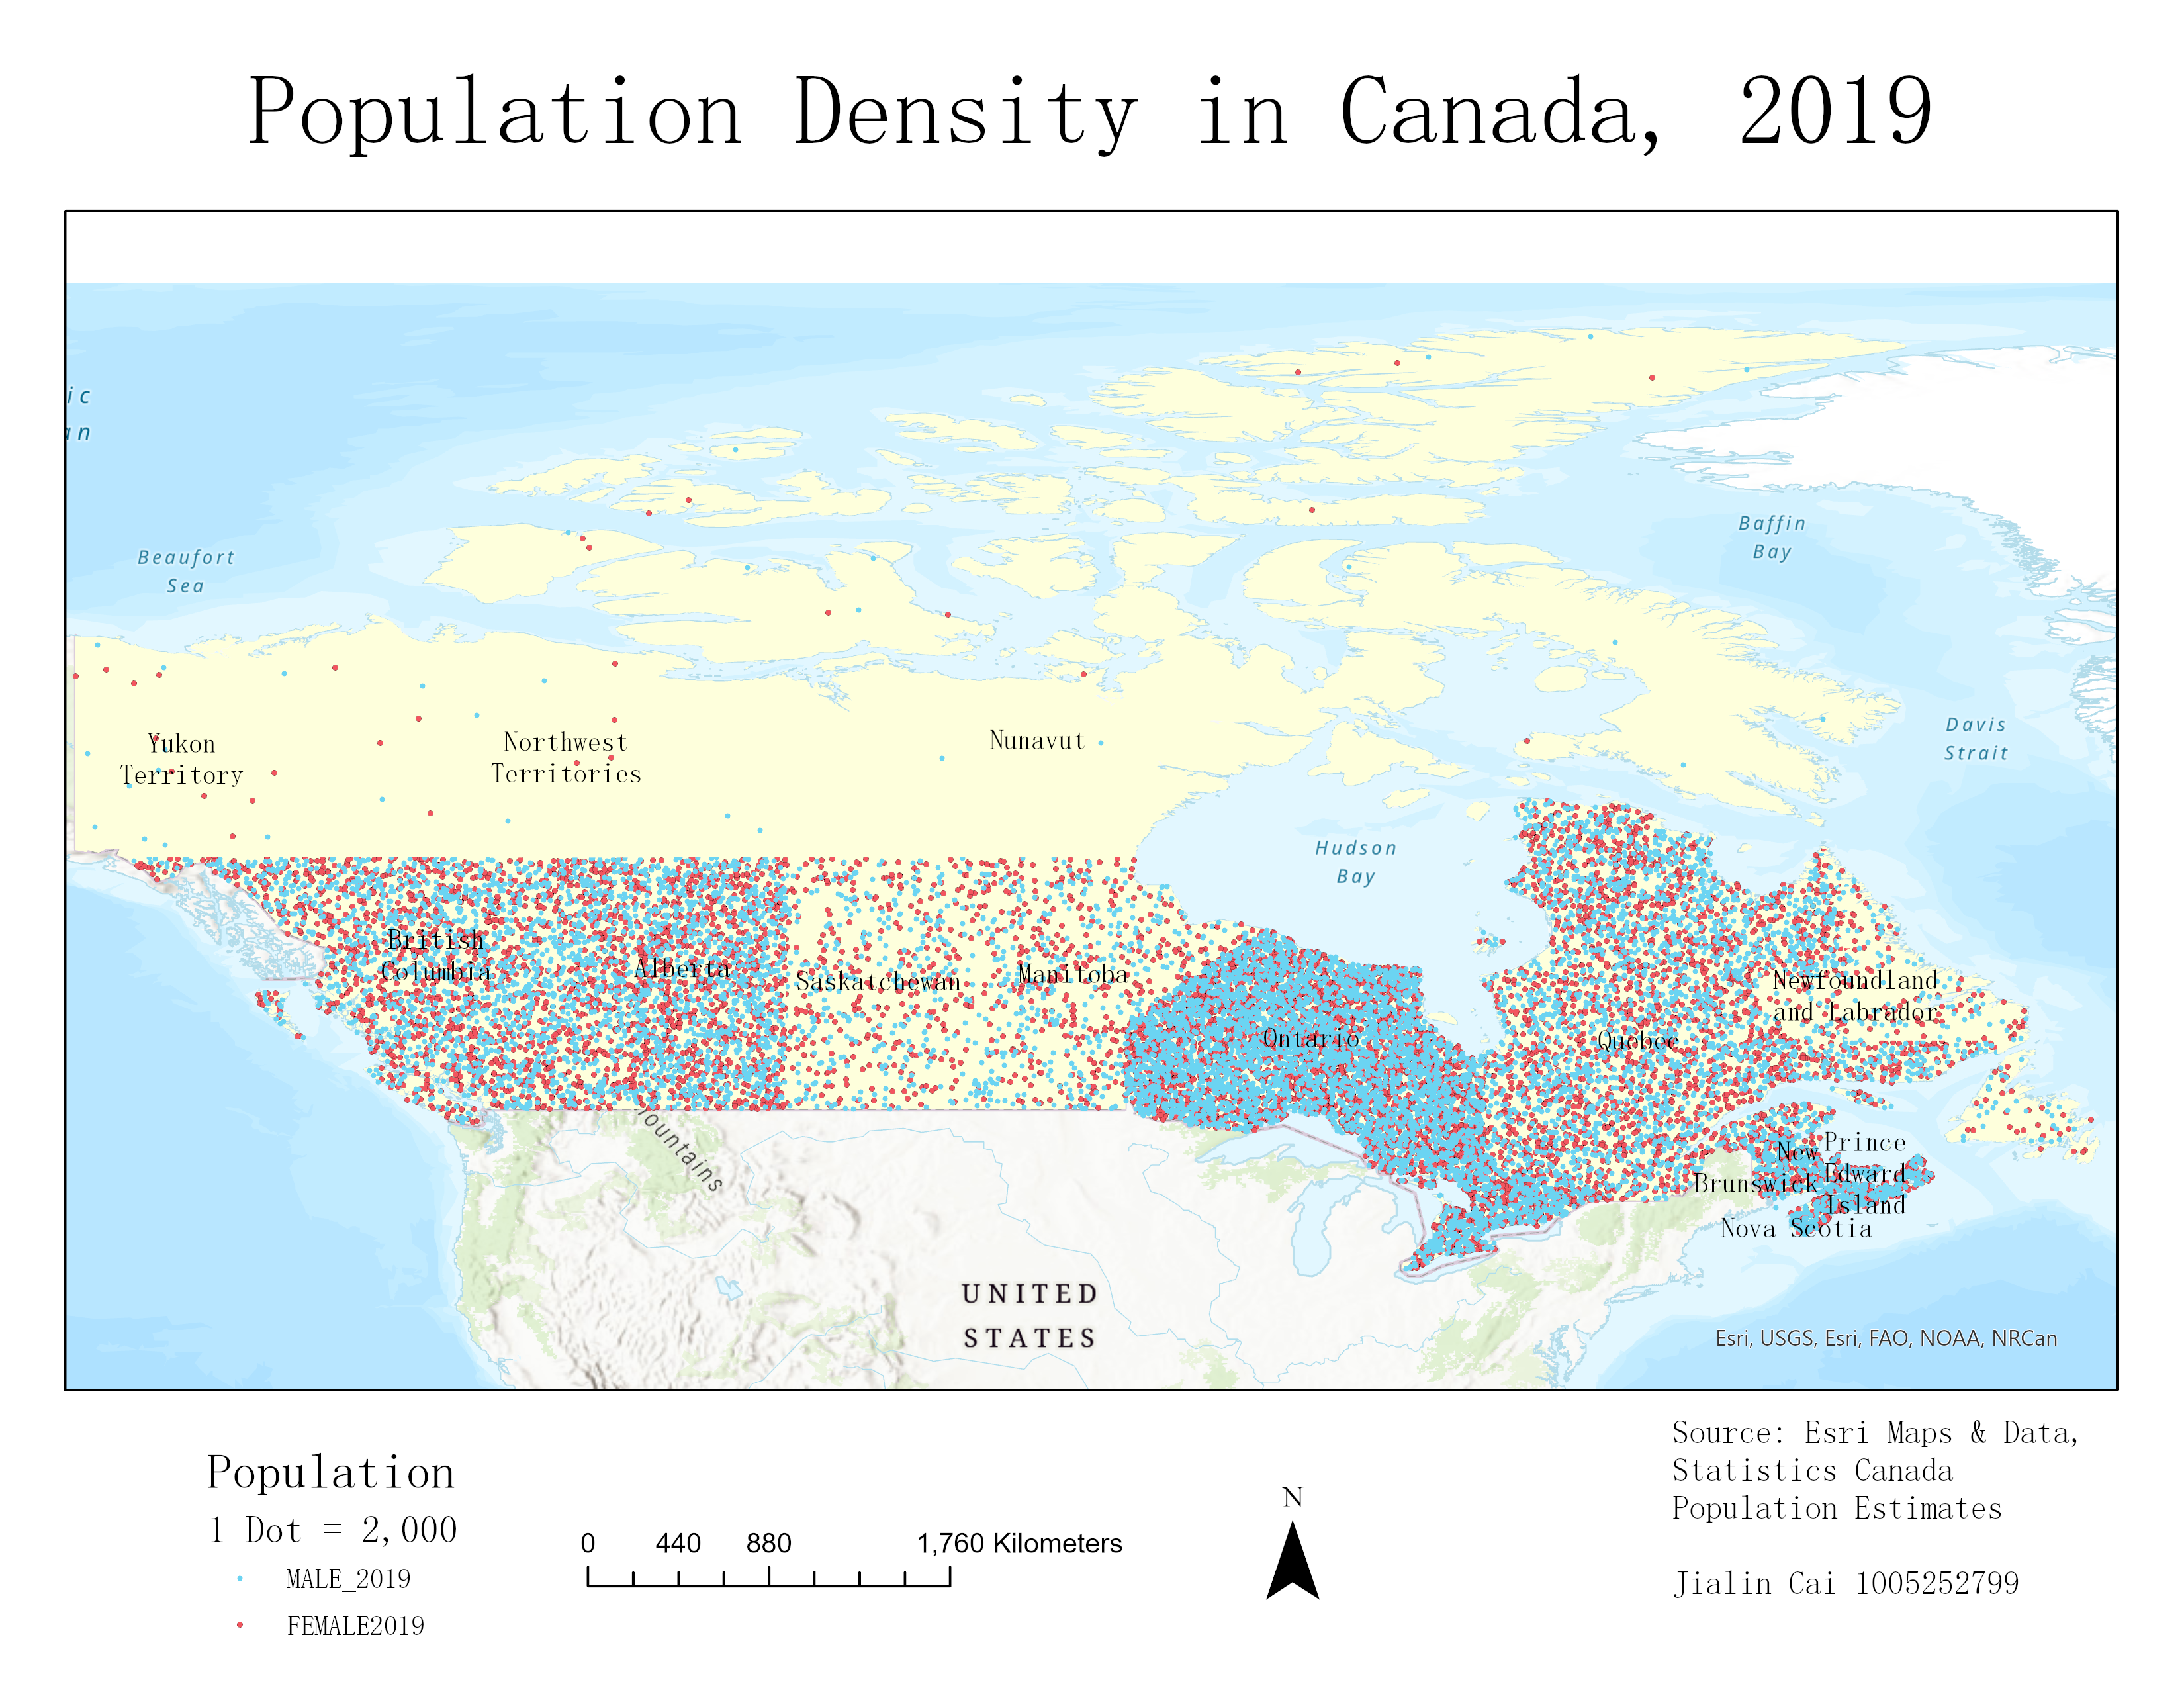 Population Density in Canada, 2019
ic
an
Beaufort
Sea
Baffin
Bay
Davis
Strait
Yukon
Territory
Northwest
Territories
Nunavut
Hudson
Bay
British
Columbia
Alberta
Saskatchewan
Manitoba
Ontario
Quebec
Newfoundland
and Labrador
New
Brunswick
Prince
Edward
Island
Nova Scotia
ountains
UNITED
STATES
Esri, USGS, Esri, FAO, NOAA, NRCan
Population
1 Dot = 2,000
MALE_2019
FEMALE2019
0 440 880 1,760 Kilometers
N
Source: Esri Maps & Data,
Statistics Canada
Population Estimates
Jialin Cai 1005252799